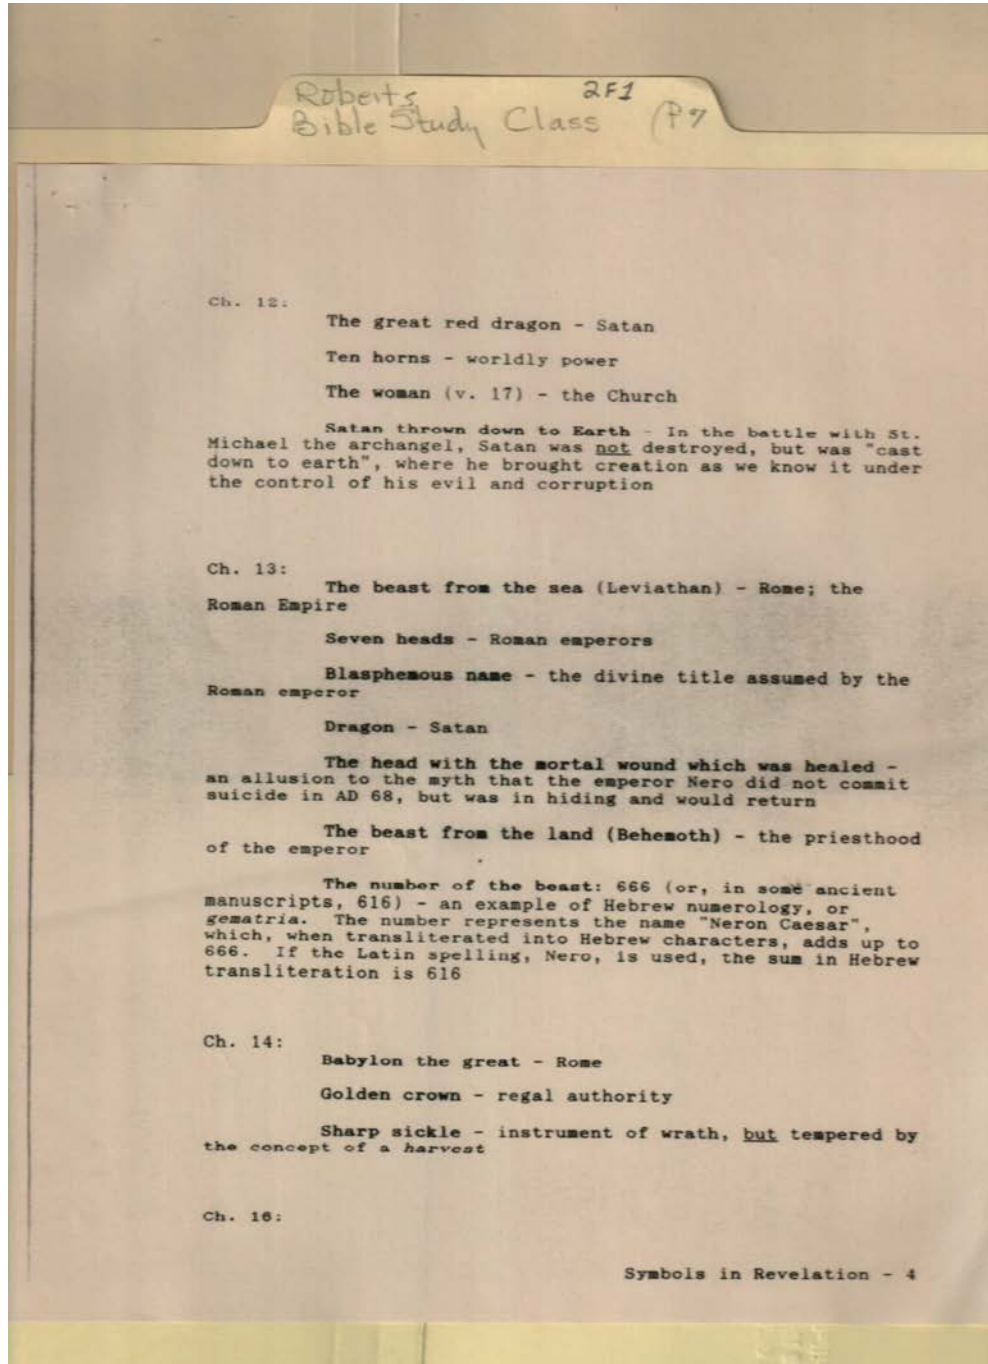 Roberts 2F1
Bible Study Class (P7
Ch. 12:
The great red dragon - Satan
Ten horns - worldly power
The woman (v. 17) - the Church
Satan thrown down to Earth - In the battle with St.
Michael the archangel, Satan was not destroyed, but was "cast
down to earth", where he brought creation as we know it under
the control of his evil and corruption
Ch. 13:
The beast from the sea (Leviathan) - Rome; the
Roman Empire
Seven heads - Roman emperors
Blasphemous name - the divine title assumed by the
Roman emperor
Dragon - Satan
The head with the mortal wound which was healed -
an allusion to the myth that the emperor Nero did not commit
suicide in AD 68, but was in hiding and would return
The beast from the land (Behemoth) - the priesthood
of the emperor
The number of the beast: 666 (or, in some ancient
manuscripts, 616) - an example of Hebrew numerology, or
gematria. The number represents the name "Neron Caesar",
which, when transliterated into Hebrew characters, adds up to
666. If the Latin spelling, Nero, is used, the sum in Hebrew
transliteration is 616
Ch. 14:
Babylon the great - Rome
Golden crown - regal authority
Sharp sickle - instrument of wrath, but tempered by
the concept of a harvest
Ch. 16:
Symbols in Revelation - 4